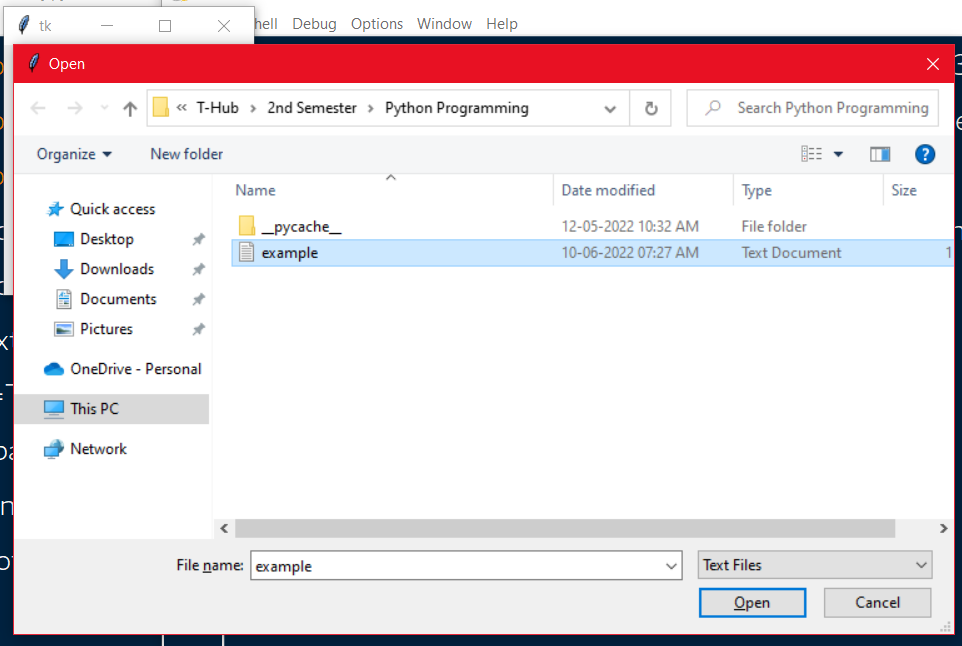 tk
hell Debug Options Window Help
Open
« T-Hub › 2nd Semester › Python Programming
Search Python Programming
Organize New folder
Name Date modified Type Size
Quick access
Desktop
Downloads
Documents
Pictures
OneDrive - Personal
This PC
Network
__pycache__ 12-05-2022 10:32 AM File folder
example 10-06-2022 07:27 AM Text Document 1
File name: example Text Files
Open Cancel